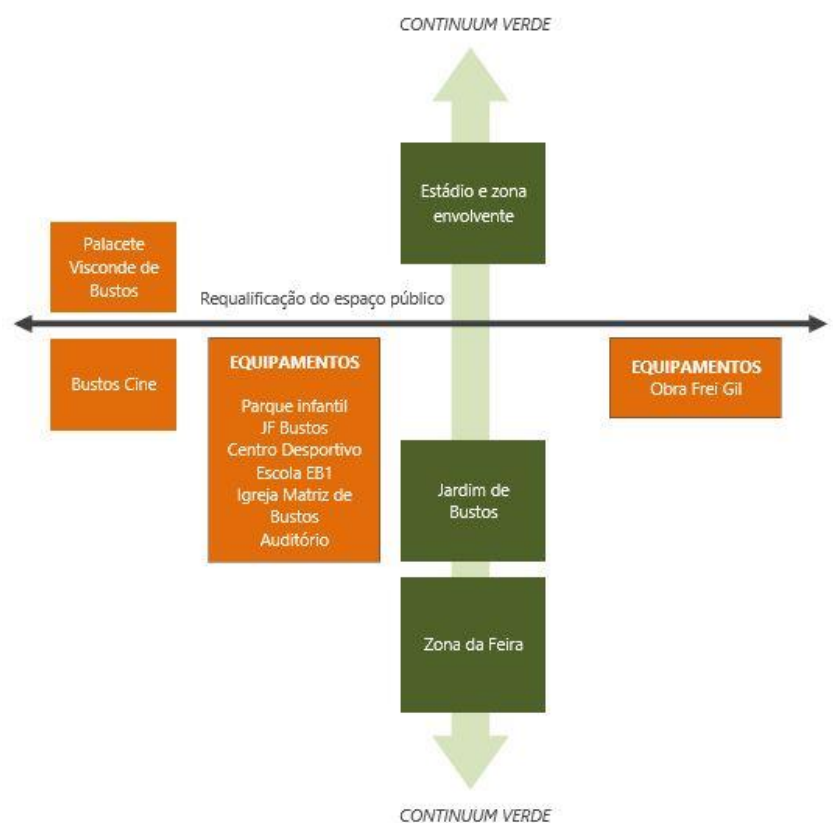 CONTINUUM VERDE
Estádio e zona
envolvente
Palacete
Visconde de
Bustos
Requalificação do espaço público
Bustos Cine
EQUIPAMENTOS
Parque infantil
JF Bustos
Centro Desportivo
Escola EB1
Igreja Matriz de
Bustos
Auditório
EQUIPAMENTOS
Obra Frei Gil
Jardim de
Bustos
Zona da Feira
CONTINUUM VERDE